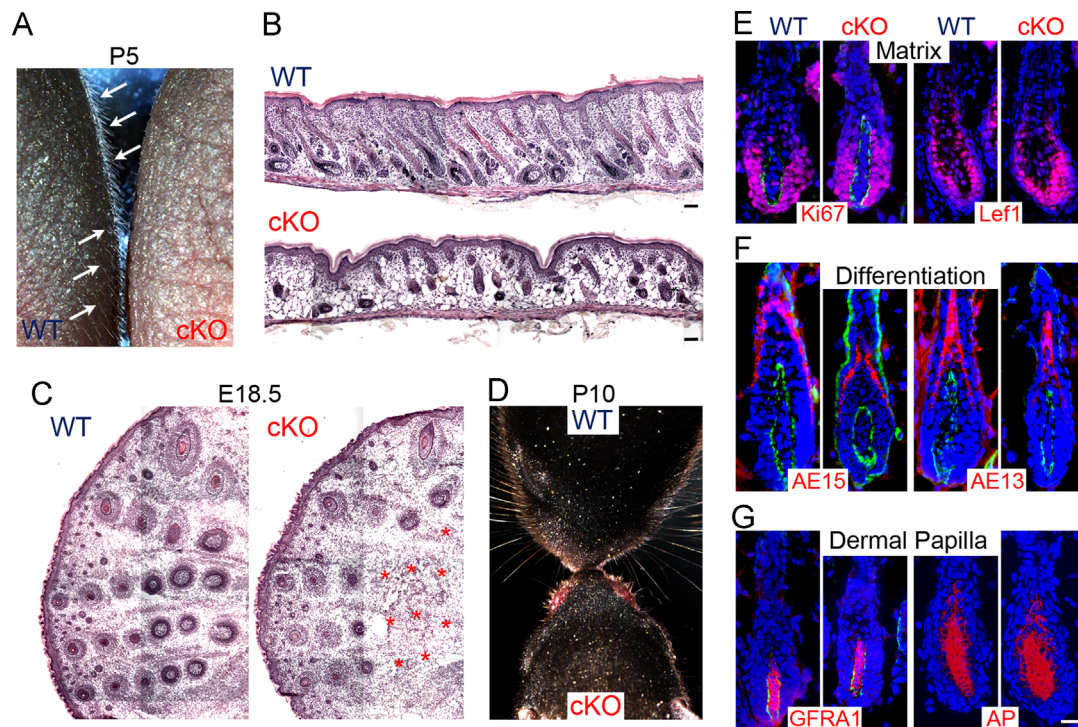 A
P5
WT
cKO
B
WT
cKO
C
E18.5
WT
cKO
* * * * * * * * *
D
P10
WT
cKO
E
WT cKO WT cKO
Matrix
Ki67 Lef1
F
Differentiation
AE15 AE13
G
Dermal Papilla
GFRA1 AP